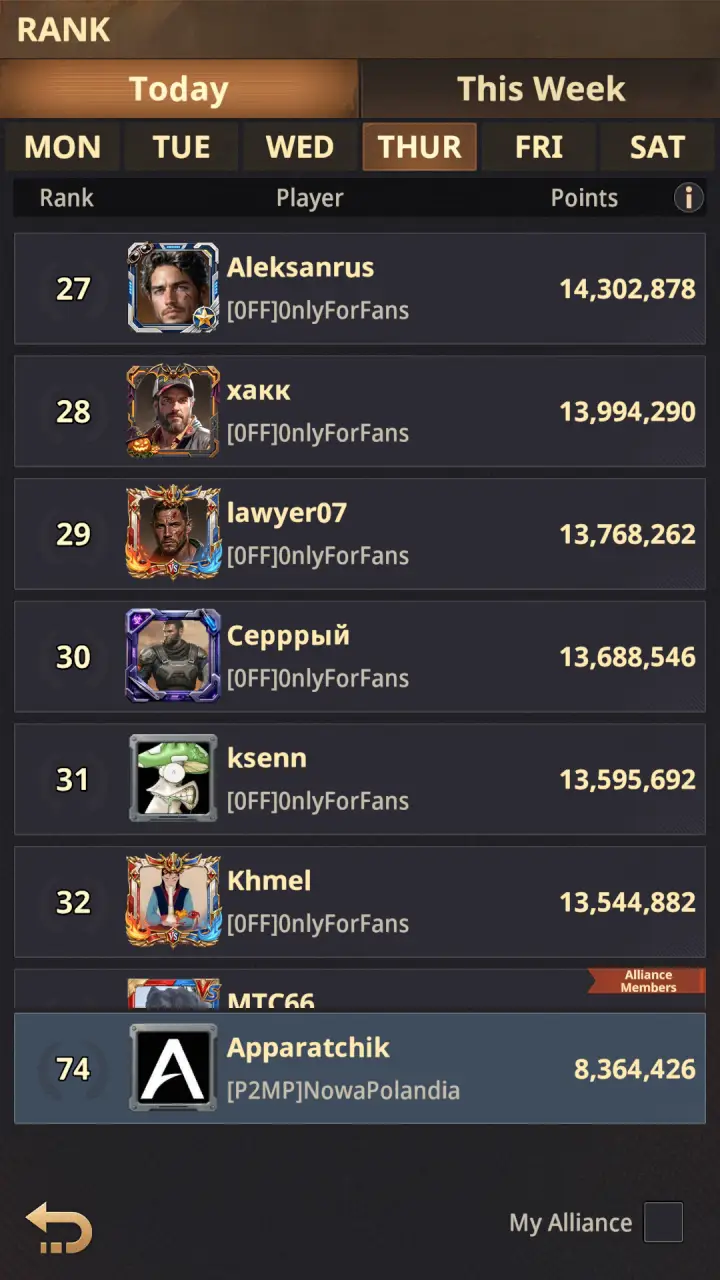 RANK
Today
This Week
MON TUE WED THUR FRI SAT
Rank Player Points
27 Aleksanrus 14,302,878
[0FF]0nlyForFans
28 хакк 13,994,290
[0FF]0nlyForFans
29 lawyer07 13,768,262
[0FF]0nlyForFans
30 Серррый 13,688,546
[0FF]0nlyForFans
31 ksenn 13,595,692
[0FF]0nlyForFans
32 Khmel 13,544,882
[0FF]0nlyForFans
Alliance
Members
MTC66
74 Apparatchik 8,364,426
[P2MP]NowaPolandia
My Alliance